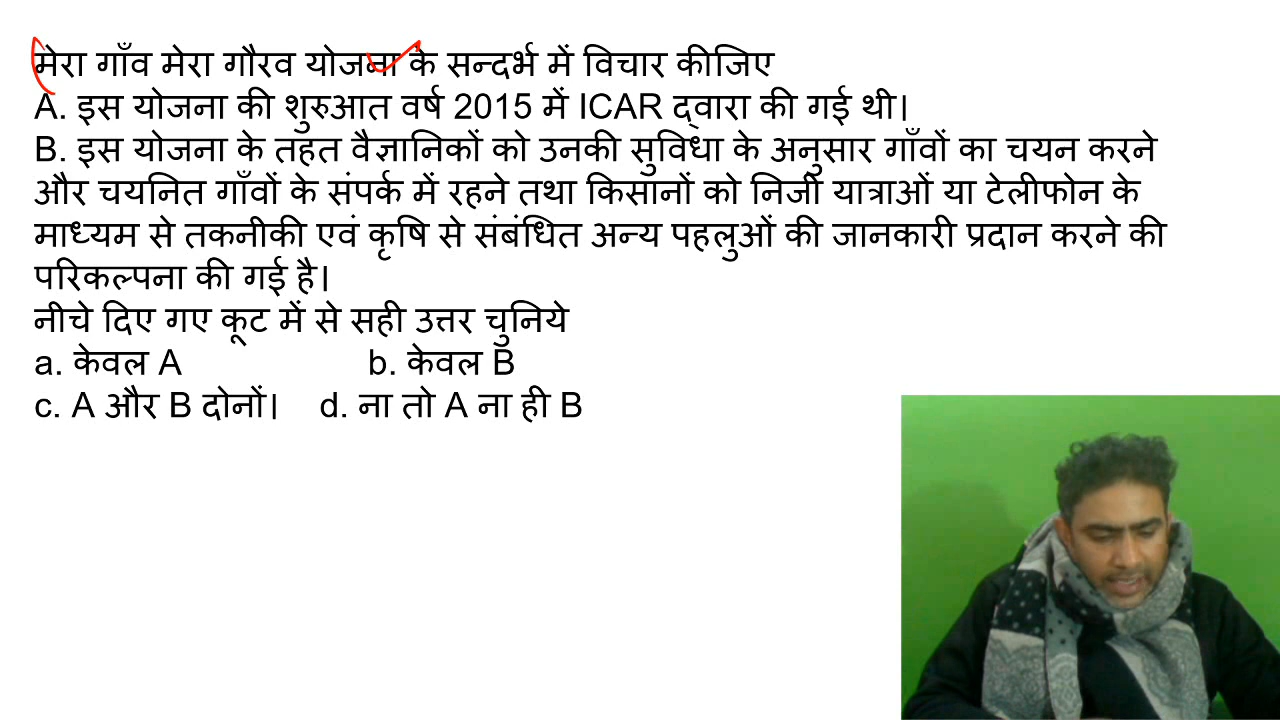 मेरा गाँव मेरा गौरव योजना के सन्दर्भ में विचार कीजिए
A. इस योजना की शुरुआत वर्ष 2015 में ICAR द्वारा की गई थी।
B. इस योजना के तहत वैज्ञानिकों को उनकी सुविधा के अनुसार गाँवों का चयन करने
और चयनित गाँवों के संपर्क में रहने तथा किसानों को निजी यात्राओं या टेलीफोन के
माध्यम से तकनीकी एवं कृषि से संबंधित अन्य पहलुओं की जानकारी प्रदान करने की
परिकल्पना की गई है।
नीचे दिए गए कूट में से सही उत्तर चुनिये
a. केवल A b. केवल B
c. A और B दोनों। d. ना तो A ना ही B